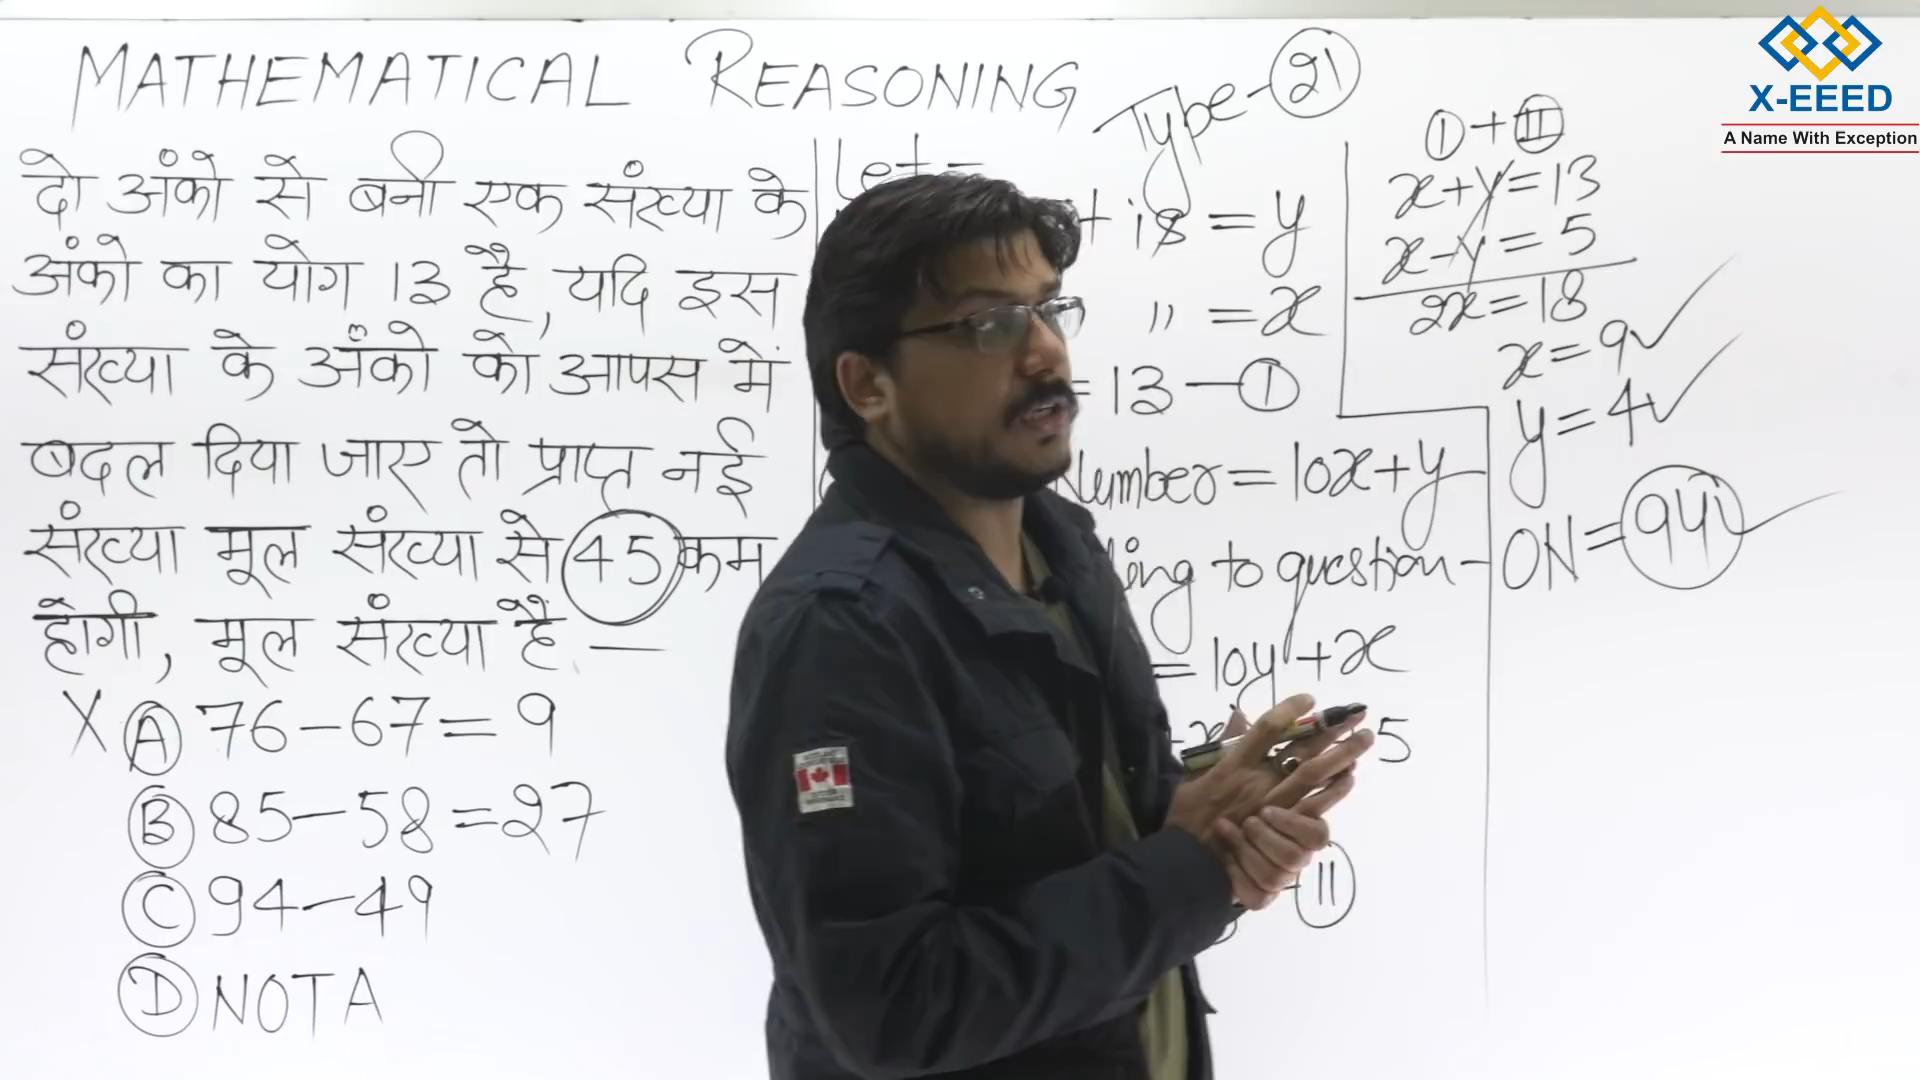 MATHEMATICAL REASONING
Type-21
दो अंको से बनी एक संख्या के
अंको का योग 13 है, यदि इस
संख्या के अँको को आपस में
बदल दिया जाए तो प्राप्त नई
संख्या मूल संख्या से 45 कम
होगी, मूल संख्या है —
X A 76-67=9
B 85-58=27
C 94-49
D NOTA
Let-
is = y
" = x
= 13 - I
Number = 10x+y
to question-
= 10y+x
5
II
I + II
x+y=13
x-y=5
2x=18
x=9✓
y=4✓
ON=94✓
X-EEED
A Name With Exception